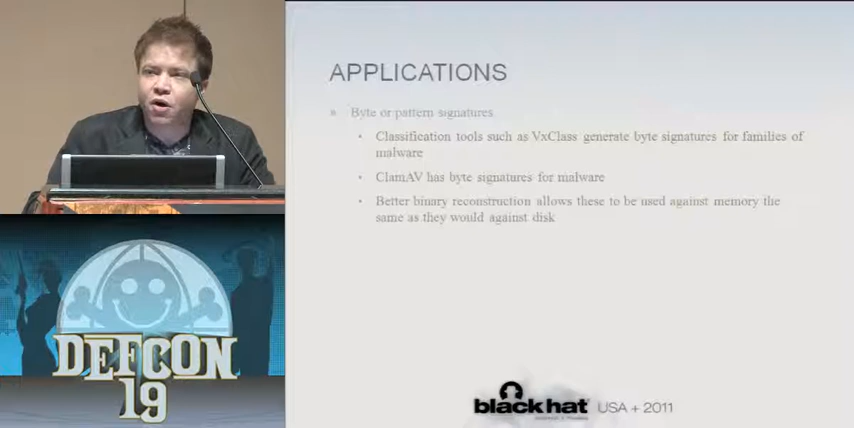 APPLICATIONS
» Byte or pattern signatures
• Classification tools such as VxClass generate byte signatures for families of
malware
• ClamAV has byte signatures for malware
• Better binary reconstruction allows these to be used against memory the
same as they would against disk
DEFCON
19
black hat USA + 2011